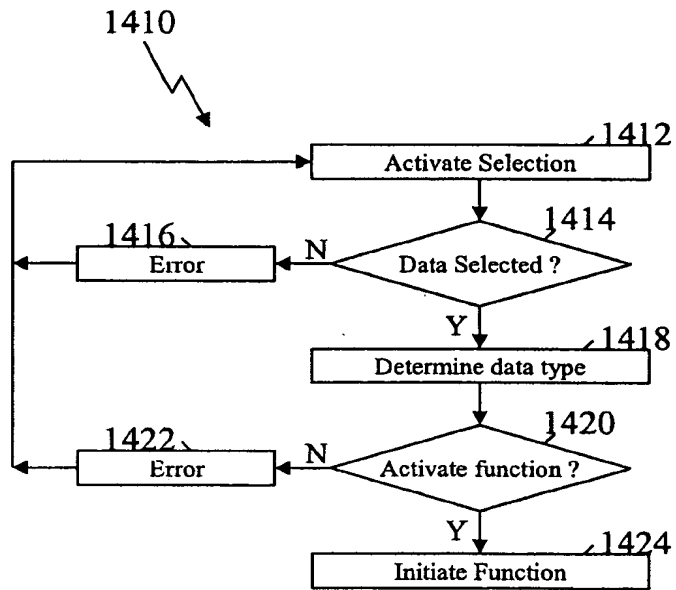 1410
1412
Activate Selection
1414
1416
N
Error
Data Selected ?
Y
1418
Determine data type
1420
1422
N
Error
Activate function ?
Y
1424
Initiate Function